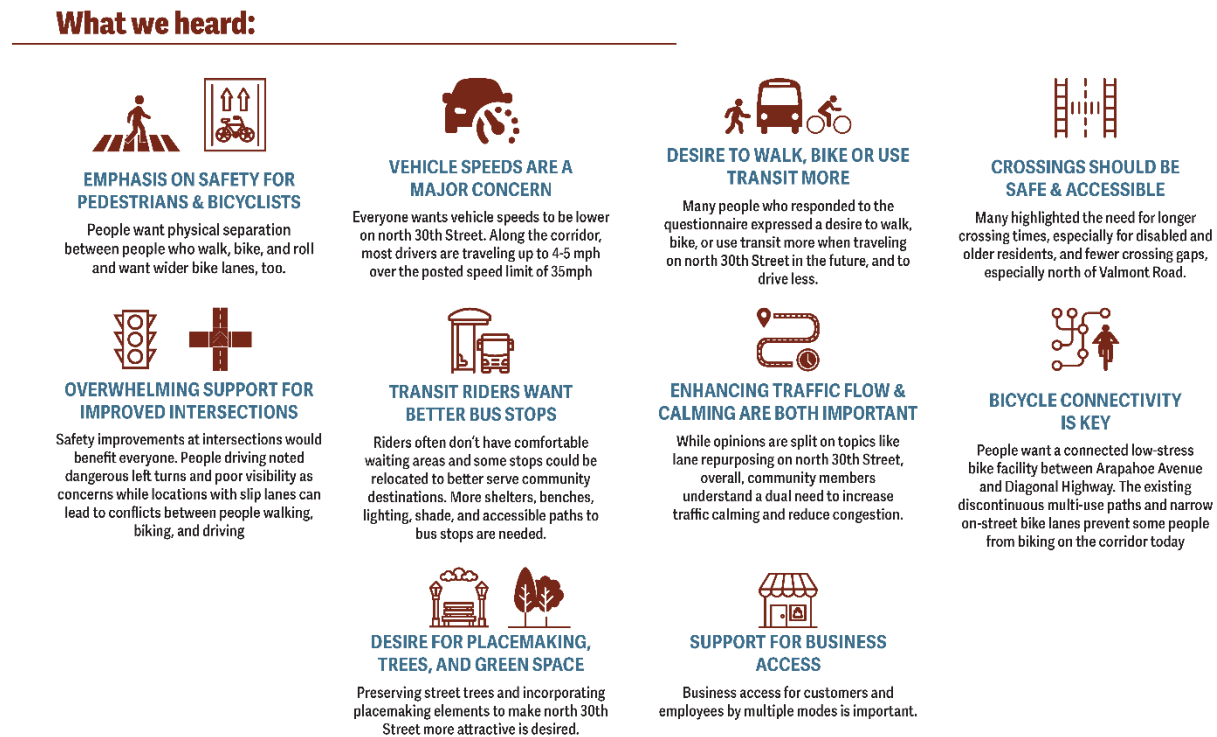 What we heard:
EMPHASIS ON SAFETY FOR
PEDESTRIANS & BICYCLISTS
People want physical separation
between people who walk, bike, and roll
and want wider bike lanes, too.
VEHICLE SPEEDS ARE A
MAJOR CONCERN
Everyone wants vehicle speeds to be lower
on north 30th Street. Along the corridor,
most drivers are traveling up to 4-5 mph
over the posted speed limit of 35mph
DESIRE TO WALK, BIKE OR USE
TRANSIT MORE
Many people who responded to the
questionnaire expressed a desire to walk,
bike, or use transit more when traveling
on north 30th Street in the future, and to
drive less.
CROSSINGS SHOULD BE
SAFE & ACCESSIBLE
Many highlighted the need for longer
crossing times, especially for disabled and
older residents, and fewer crossing gaps,
especially north of Valmont Road.
OVERWHELMING SUPPORT FOR
IMPROVED INTERSECTIONS
Safety improvements at intersections would
benefit everyone. People driving noted
dangerous left turns and poor visibility as
concerns while locations with slip lanes can
lead to conflicts between people walking,
biking, and driving
TRANSIT RIDERS WANT
BETTER BUS STOPS
Riders often don't have comfortable
waiting areas and some stops could be
relocated to better serve community
destinations. More shelters, benches,
lighting, shade, and accessible paths to
bus stops are needed.
ENHANCING TRAFFIC FLOW &
CALMING ARE BOTH IMPORTANT
While opinions are split on topics like
lane repurposing on north 30th Street,
overall, community members
understand a dual need to increase
traffic calming and reduce congestion.
BICYCLE CONNECTIVITY
IS KEY
People want a connected low-stress
bike facility between Arapahoe Avenue
and Diagonal Highway. The existing
discontinuous multi-use paths and narrow
on-street bike lanes prevent some people
from biking on the corridor today
DESIRE FOR PLACEMAKING,
TREES, AND GREEN SPACE
Preserving street trees and incorporating
placemaking elements to make north 30th
Street more attractive is desired.
SUPPORT FOR BUSINESS
ACCESS
Business access for customers and
employees by multiple modes is important.